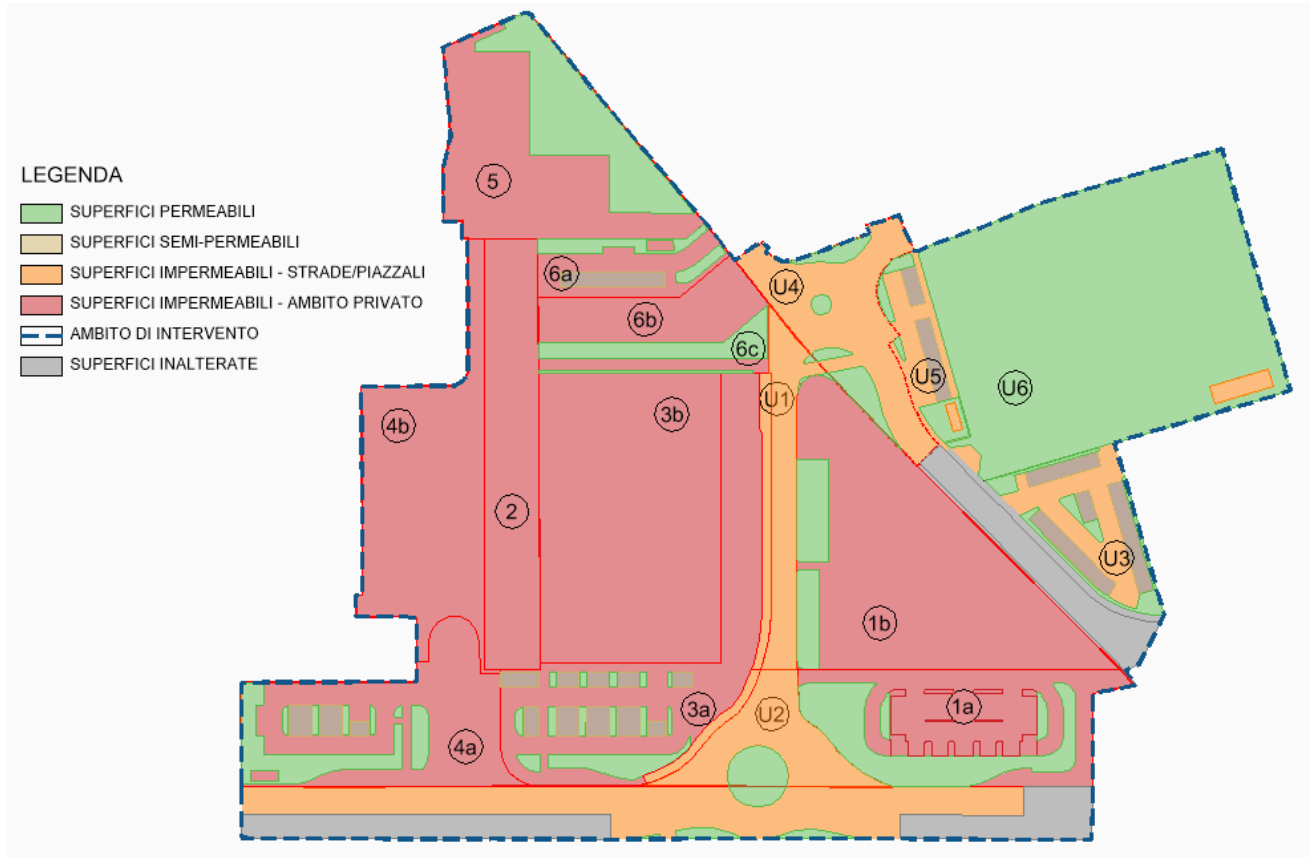 LEGENDA
SUPERFICI PERMEABILI
SUPERFICI SEMI-PERMEABILI
SUPERFICI IMPERMEABILI - STRADE/PIAZZALI
SUPERFICI IMPERMEABILI - AMBITO PRIVATO
AMBITO DI INTERVENTO
SUPERFICI INALTERATE
5
6a
U4
6b
6c
U5
U6
U1
3b
4b
2
U3
1b
3a
U2
1a
4a